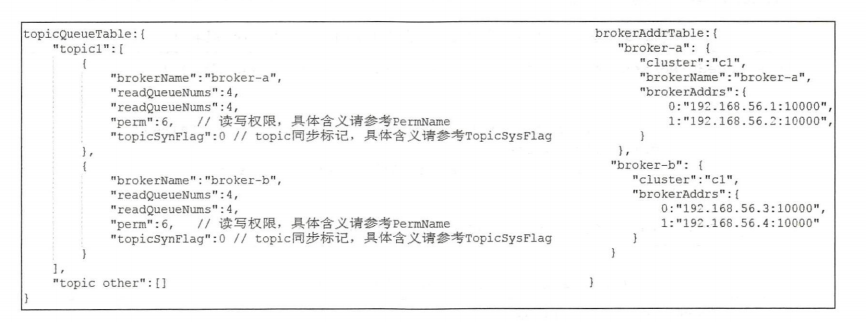 topicQueueTable:{
    "topic1":[
        {
            "brokerName":"broker-a",
            "readQueueNums":4,
            "readQueueNums":4,
            "perm":6,   // 读写权限，具体含义请参考PermName
            "topicSynFlag":0 // topic同步标记，具体含义请参考TopicSysFlag
        },
        {
            "brokerName":"broker-b",
            "readQueueNums":4,
            "readQueueNums":4,
            "perm":6,   // 读写权限，具体含义请参考PermName
            "topicSynFlag":0 // topic同步标记，具体含义请参考TopicSysFlag
        }
    ],
    "topic other":[]
}
brokerAddrTable:{
    "broker-a": {
        "cluster":"c1",
        "brokerName":"broker-a",
        "brokerAddrs":{
            0:"192.168.56.1:10000",
            1:"192.168.56.2:10000",
        }
    },
    "broker-b": {
        "cluster":"c1",
        "brokerAddrs":{
            0:"192.168.56.3:10000",
            1:"192.168.56.4:10000"
        }
    }
}